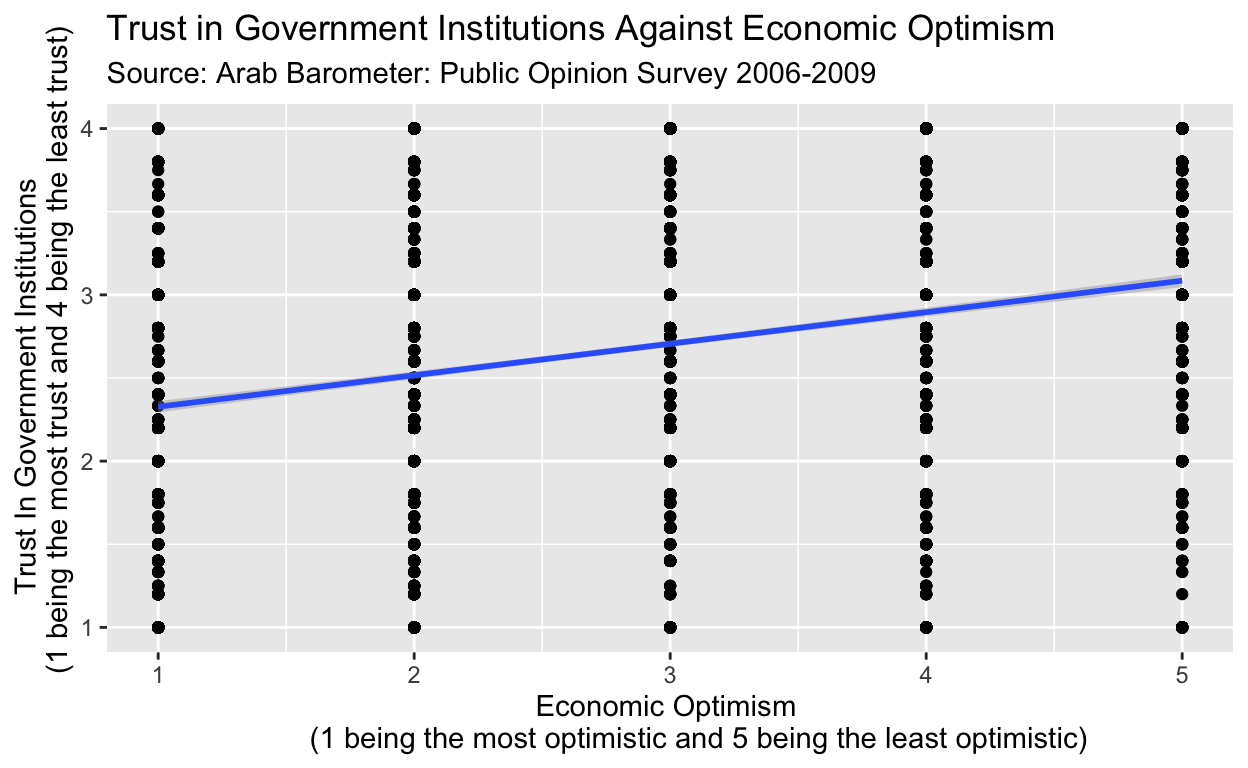 Trust in Government Institutions Against Economic Optimism
Source: Arab Barometer: Public Opinion Survey 2006-2009
Trust In Government Institutions
(1 being the most trust and 4 being the least trust)
4
3
2
1
1 2 3 4 5
Economic Optimism
(1 being the most optimistic and 5 being the least optimistic)